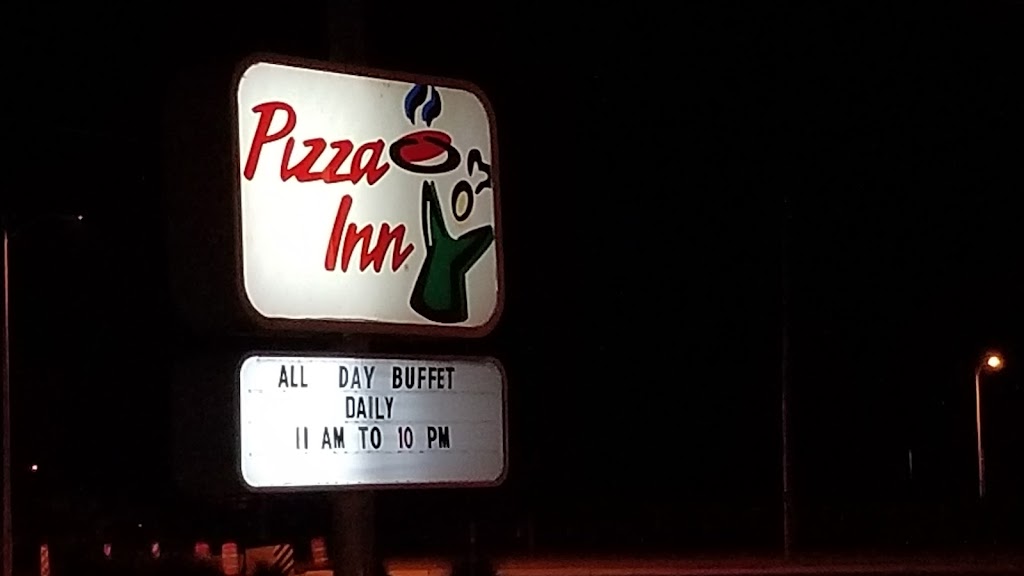 Pizza
Inn
ALL DAY BUFFET
DAILY
11 AM TO 10 PM